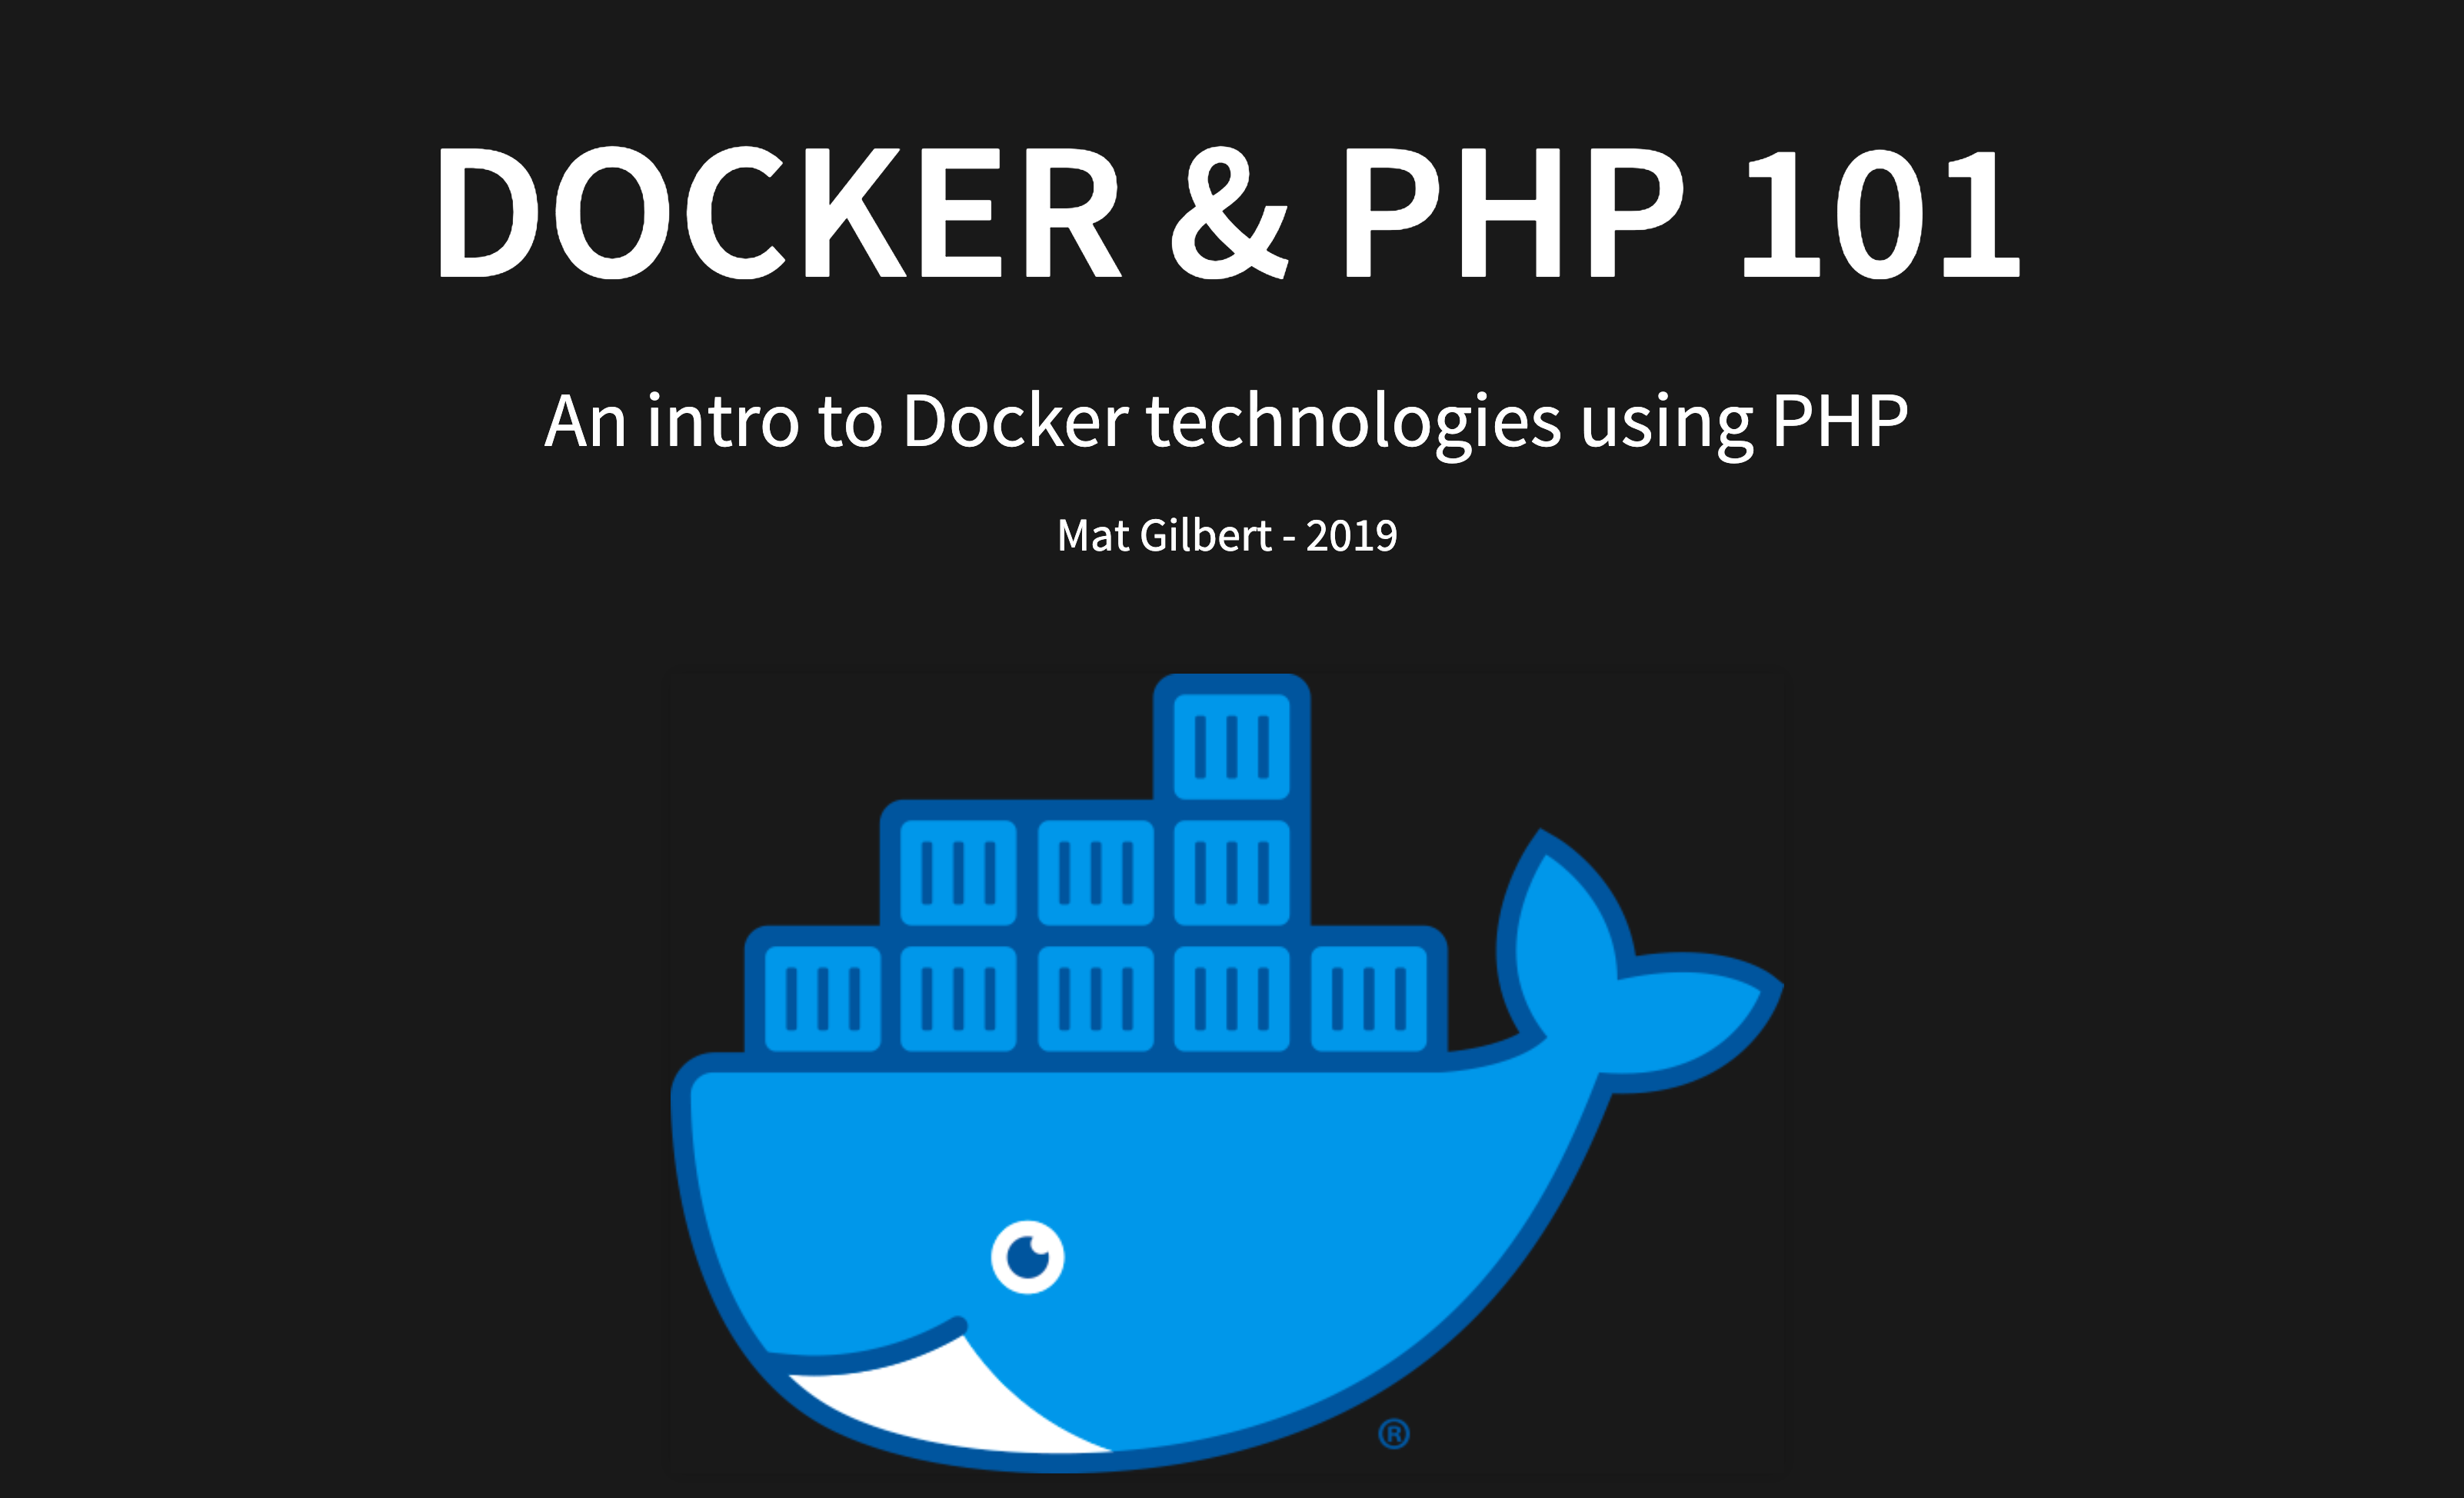 DOCKER & PHP 101
An intro to Docker technologies using PHP
Mat Gilbert - 2019
®